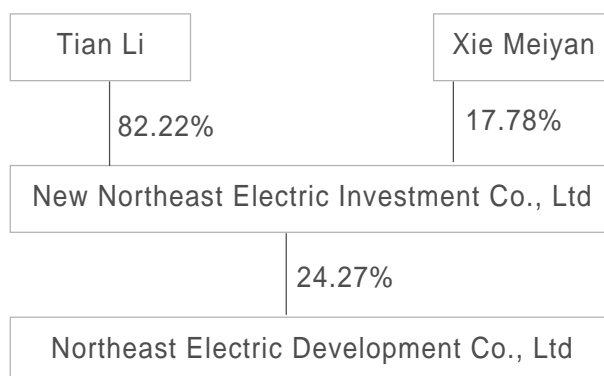 Tian Li
Xie Meiyan
82.22%
17.78%
New Northeast Electric Investment Co., Ltd
24.27%
Northeast Electric Development Co., Ltd